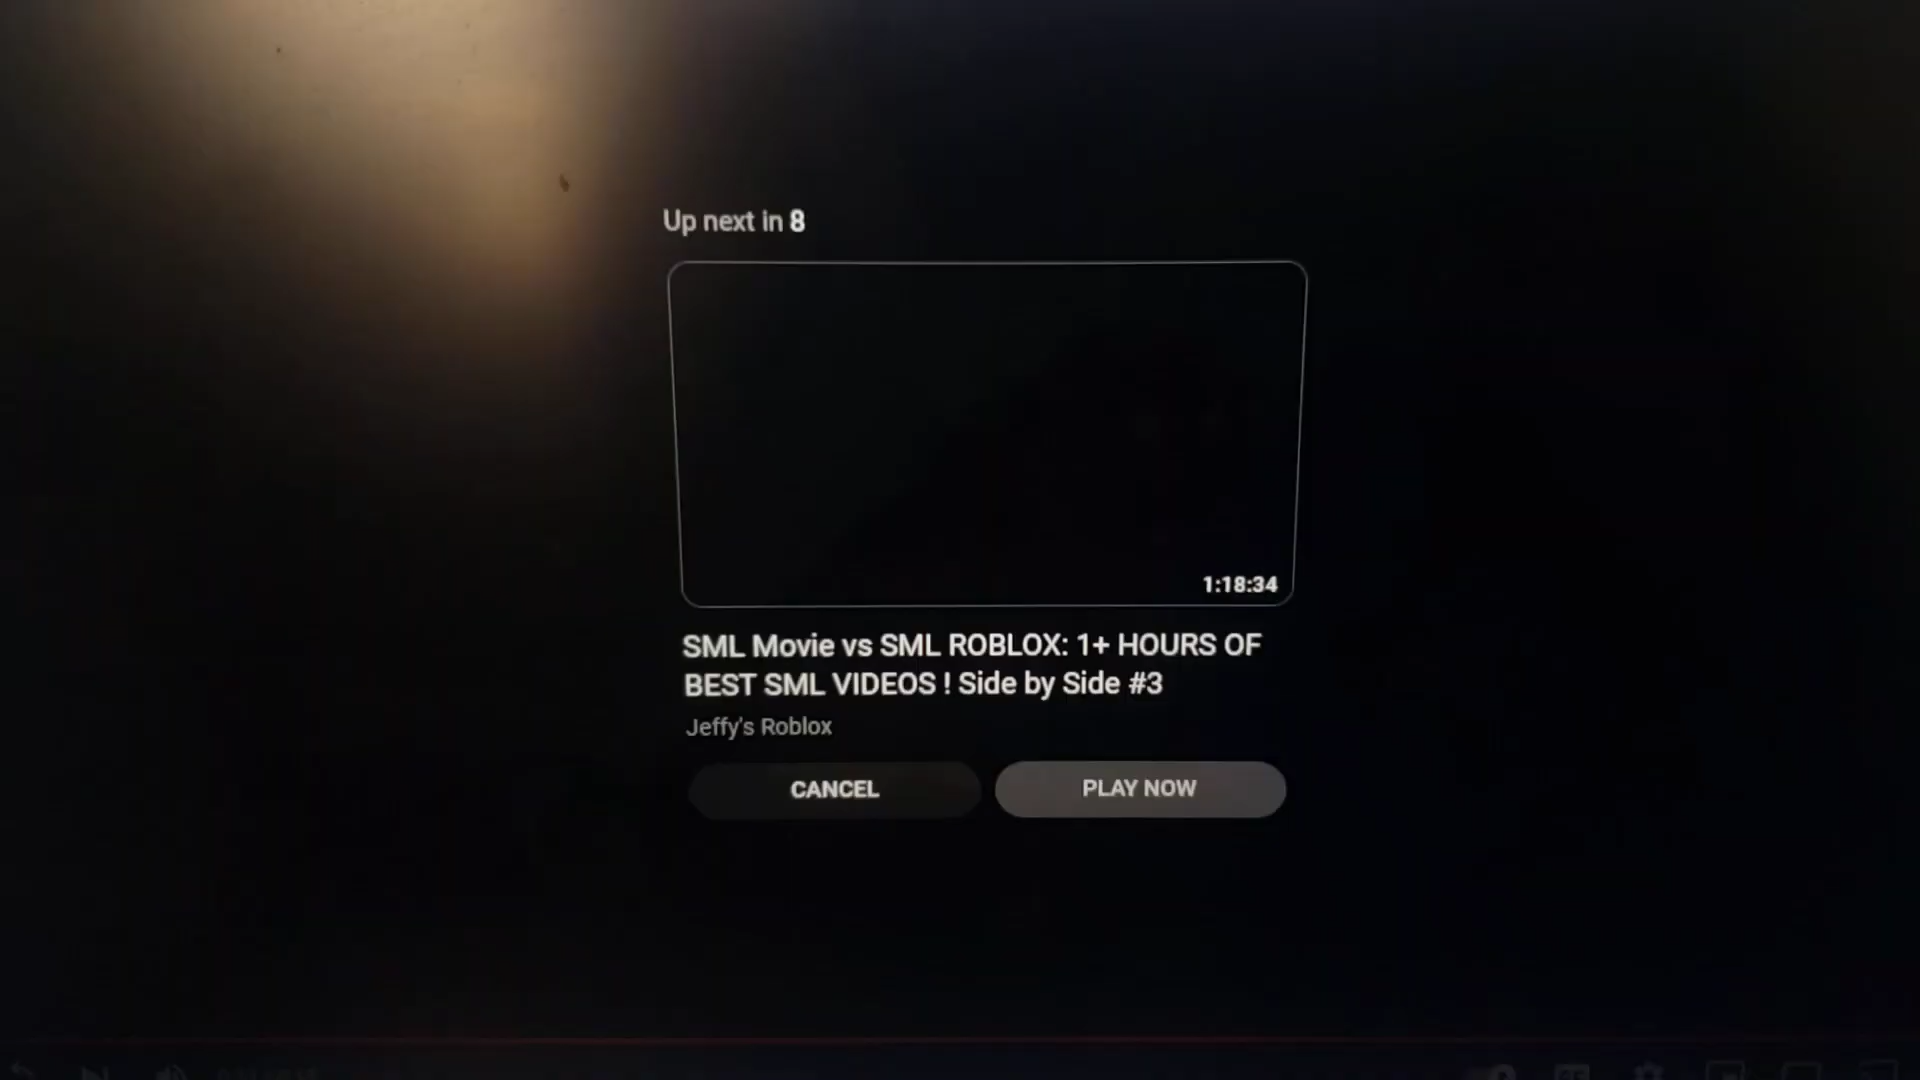 Up next in 8
1:18:34
SML Movie vs SML ROBLOX: 1+ HOURS OF
BEST SML VIDEOS ! Side by Side #3
Jeffy's Roblox
CANCEL
PLAY NOW